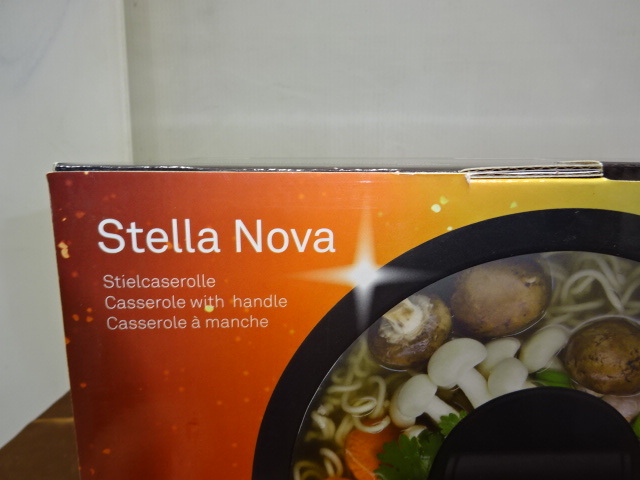 Stella Nova
Stielcaserolle
Casserole with handle
Casserole à manche